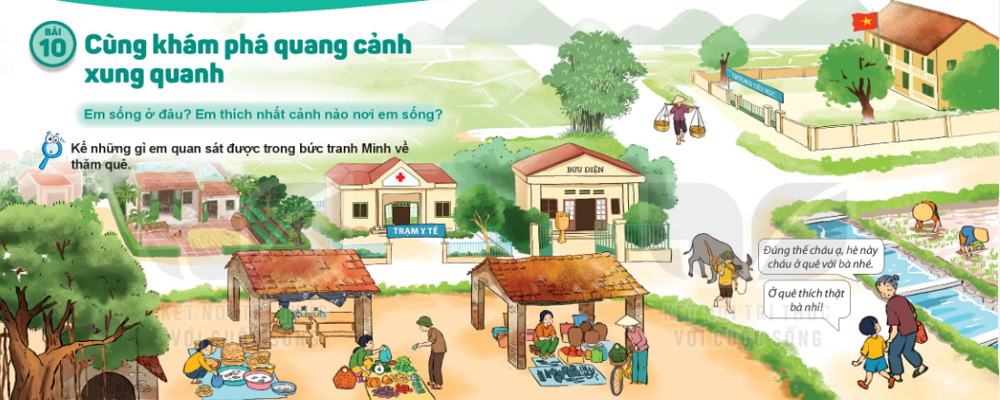 BÀI
10
Cùng khám phá quang cảnh
xung quanh
Em sống ở đâu? Em thích nhất cảnh nào nơi em sống?
Kể những gì em quan sát được trong bức tranh Minh về
thăm quê.
TRƯỜNG TIỂU HỌC
BƯU ĐIỆN
TRẠM Y TẾ
Đúng thế cháu ạ, hè này
cháu ở quê với bà nhé.
Ở quê thích thật
bà nhỉ!
KẾT NỐI TRI THỨC
VỚI CUỘC SỐNG
KẾT NỐI TRI THỨC
VỚI CUỘC SỐNG